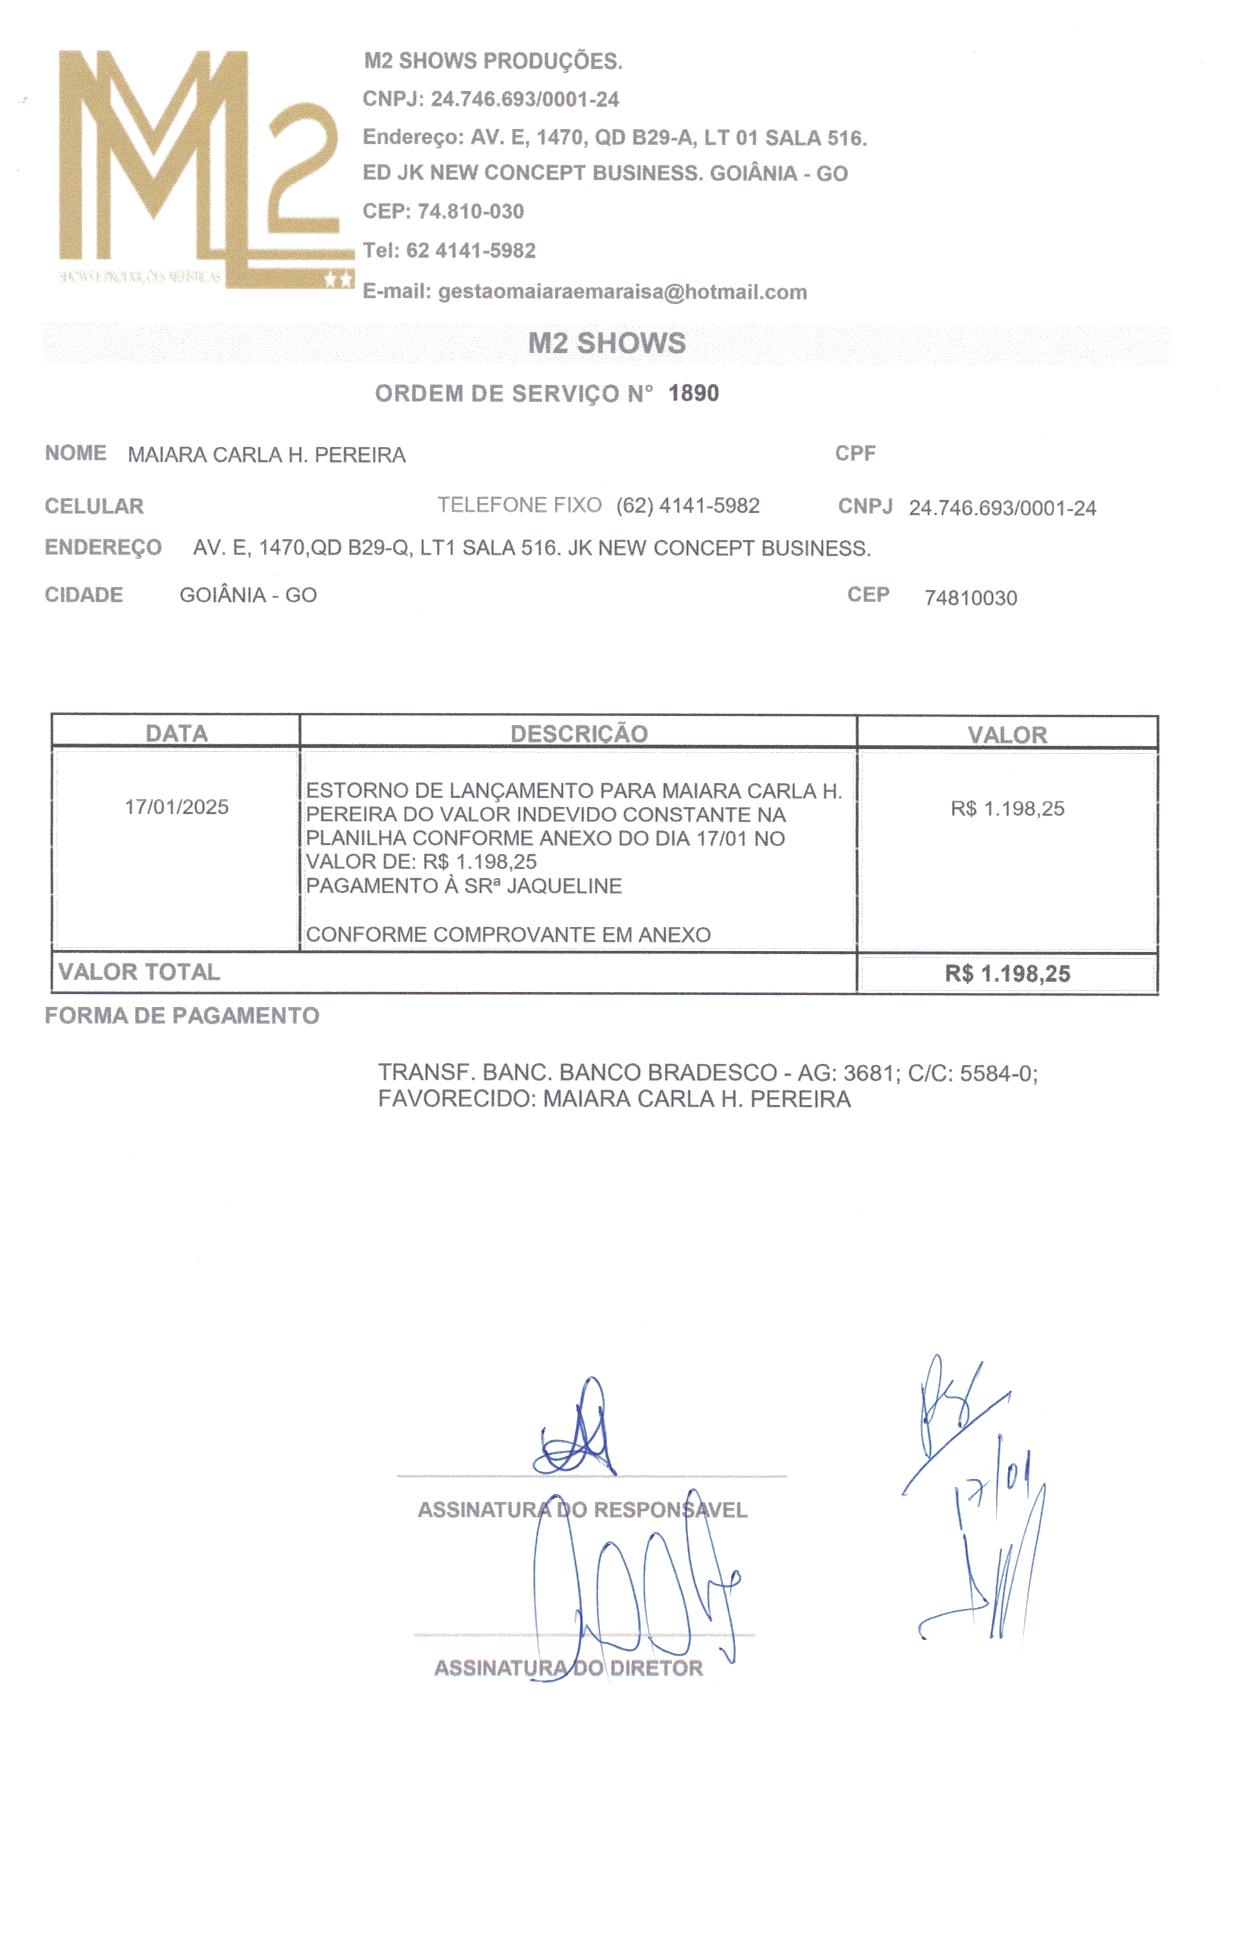 M2
SHOWS E PRODUÇÕES ARTÍSTICAS
M2 SHOWS PRODUÇÕES.
CNPJ: 24.746.693/0001-24
Endereço: AV. E, 1470, QD B29-A, LT 01 SALA 516.
ED JK NEW CONCEPT BUSINESS. GOIÂNIA - GO
CEP: 74.810-030
Tel: 62 4141-5982
E-mail: gestaomaiaraemaraisa@hotmail.com
M2 SHOWS
ORDEM DE SERVIÇO N° 1890
NOME MAIARA CARLA H. PEREIRA CPF
CELULAR TELEFONE FIXO (62) 4141-5982 CNPJ 24.746.693/0001-24
ENDEREÇO AV. E, 1470,QD B29-Q, LT1 SALA 516. JK NEW CONCEPT BUSINESS.
CIDADE GOIÂNIA - GO CEP 74810030
DATA DESCRIÇÃO VALOR
17/01/2025 R$ 1.198,25
ESTORNO DE LANÇAMENTO PARA MAIARA CARLA H.
PEREIRA DO VALOR INDEVIDO CONSTANTE NA
PLANILHA CONFORME ANEXO DO DIA 17/01 NO
VALOR DE: R$ 1.198,25
PAGAMENTO À SRª JAQUELINE
CONFORME COMPROVANTE EM ANEXO
VALOR TOTAL R$ 1.198,25
FORMA DE PAGAMENTO
TRANSF. BANC. BANCO BRADESCO - AG: 3681; C/C: 5584-0;
FAVORECIDO: MAIARA CARLA H. PEREIRA
17/01
ASSINATURA DO RESPONSAVEL
ASSINATURA DO DIRETOR